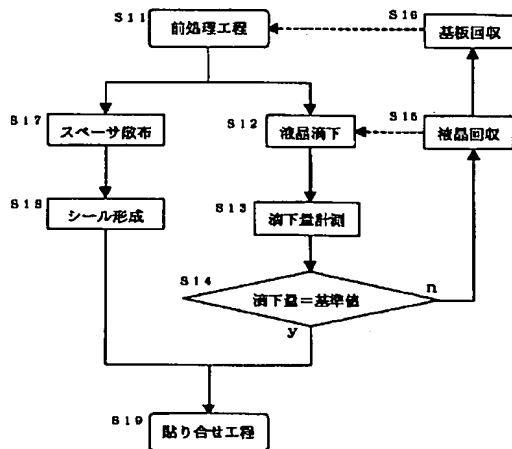 S11
前処理工程
S16
基板回収
S17
スペーサ散布
S12
液晶滴下
S15
液晶回収
S18
シール形成
S13
滴下量計測
S14
滴下量=基準値
n
y
S19
貼り合せ工程